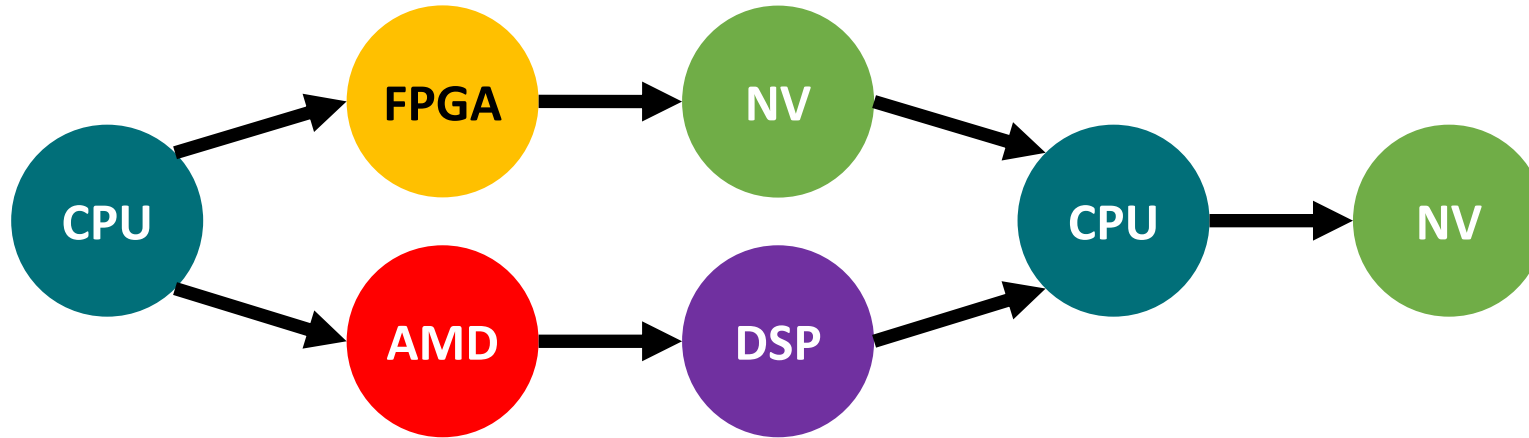 FPGA
NV
CPU
CPU
NV
AMD
DSP